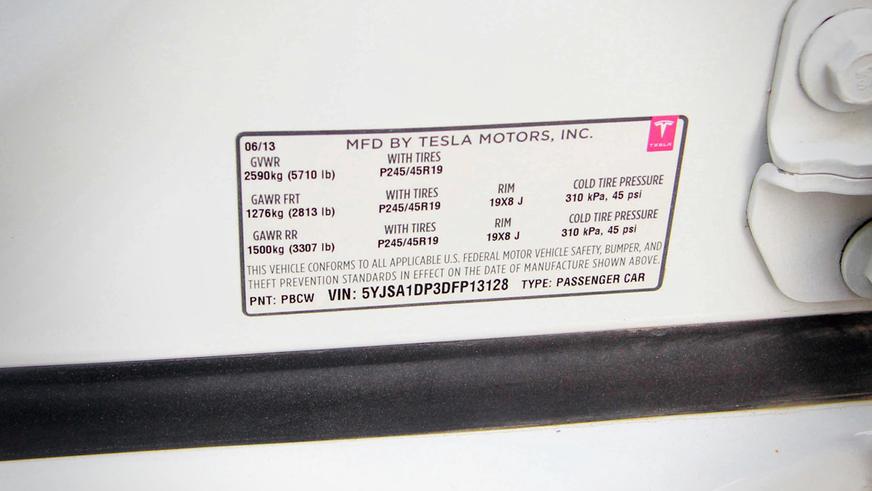 06/13 MFD BY TESLA MOTORS, INC.
TESLA
GVWR WITH TIRES
2590kg (5710 lb) P245/45R19
GAWR FRT WITH TIRES RIM COLD TIRE PRESSURE
1276kg (2813 lb) P245/45R19 19X8 J 310 kPa, 45 psi
GAWR RR WITH TIRES RIM COLD TIRE PRESSURE
1500kg (3307 lb) P245/45R19 19X8 J 310 kPa, 45 psi
THIS VEHICLE CONFORMS TO ALL APPLICABLE U.S. FEDERAL MOTOR VEHICLE SAFETY, BUMPER, AND
THEFT PREVENTION STANDARDS IN EFFECT ON THE DATE OF MANUFACTURE SHOWN ABOVE.
PNT: PBCW VIN: 5YJSA1DP3DFP13128 TYPE: PASSENGER CAR